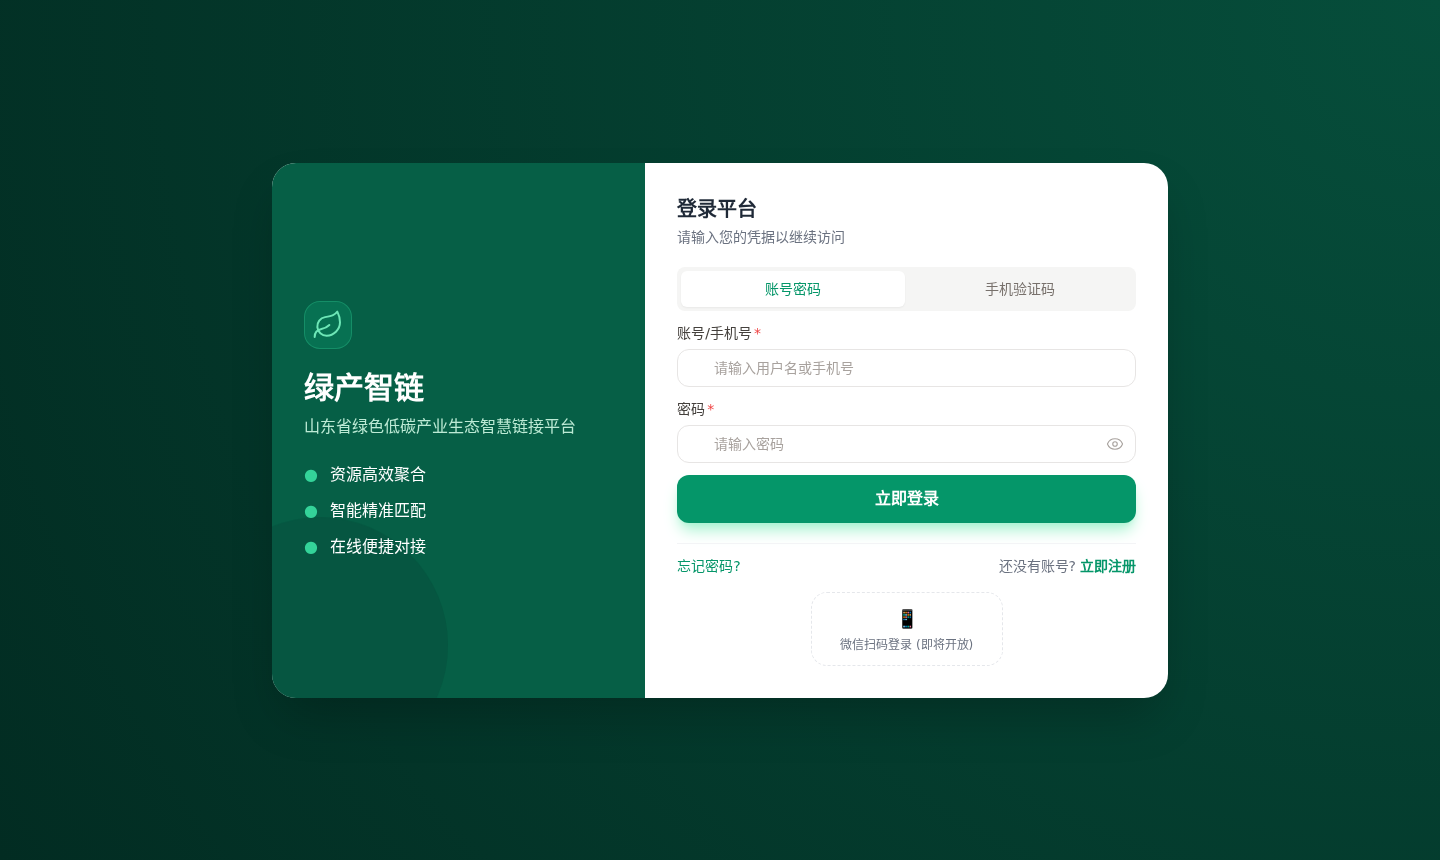 绿产智链
山东省绿色低碳产业生态智慧链接平台
资源高效聚合
智能精准匹配
在线便捷对接
登录平台
请输入您的凭据以继续访问
账号密码
手机验证码
账号/手机号*
请输入用户名或手机号
密码*
请输入密码
立即登录
忘记密码?
还没有账号? 立即注册
微信扫码登录 (即将开放)